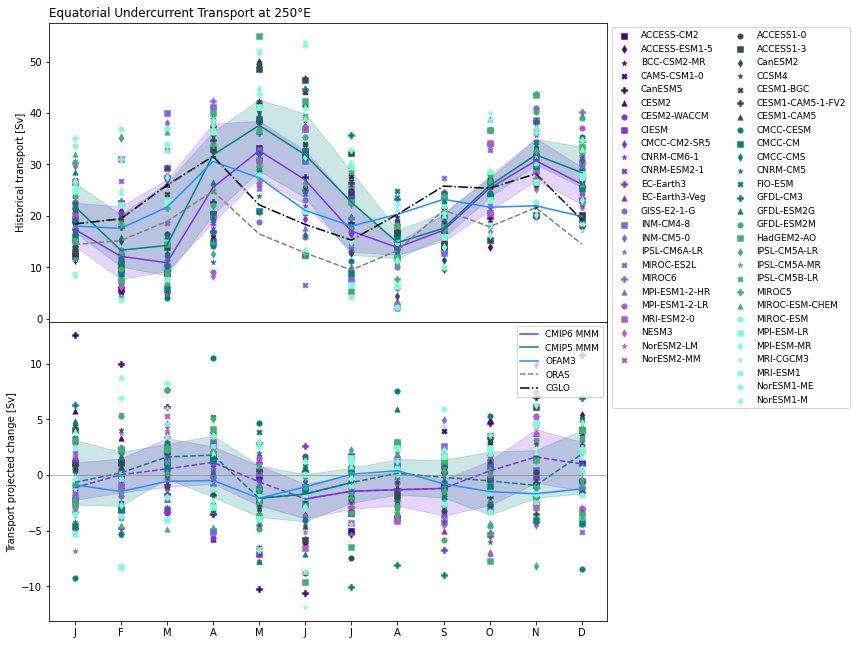 Equatorial Undercurrent Transport at 250°E
Historical transport [Sv]
50
40
30
20
10
0
Transport projeccted change [Sv]
10
5
0
−5
−10
J F M A M J J A S O N D
CMIP6 MMM
CMIP5 MMM
OFAM3
ORAS
CGLO
ACCESS-CM2
ACCESS-ESM1-5
BCC-CSM2-MR
CAMS-CSM1-0
CanESM5
CESM2
CESM2-WACCM
CIESM
CMCC-CM2-SR5
CNRM-CM6-1
CNRM-ESM2-1
EC-Earth3
EC-Earth3-Veg
GISS-E2-1-G
INM-CM4-8
INM-CM5-0
IPSL-CM6A-LR
MIROC-ES2L
MIROC6
MPI-ESM1-2-HR
MPI-ESM1-2-LR
MRI-ESM2-0
NESM3
NorESM2-LM
NorESM2-MM
ACCESS1-0
ACCESS1-3
CanESM2
CCSM4
CESM1-BGC
CESM1-CAM5-1-FV2
CESM1-CAM5
CMCC-CESM
CMCC-CM
CMCC-CMS
CNRM-CM5
FIO-ESM
GFDL-CM3
GFDL-ESM2G
GFDL-ESM2M
HadGEM2-AO
IPSL-CM5A-LR
IPSL-CM5A-MR
IPSL-CM5B-LR
MIROC5
MIROC-ESM-CHEM
MIROC-ESM
MPI-ESM-LR
MPI-ESM-MR
MRI-CGCM3
MRI-ESM1
NorESM1-ME
NorESM1-M